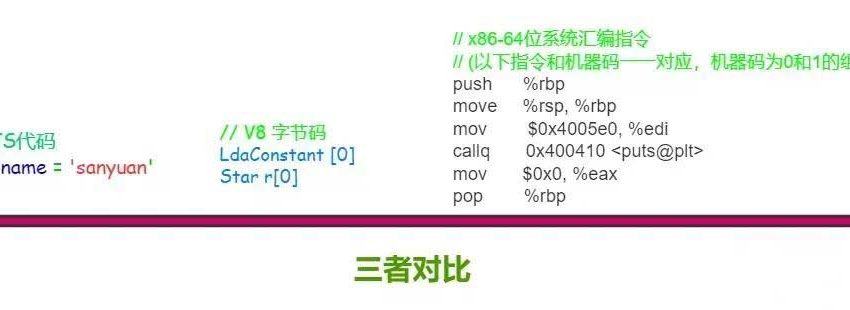 // x86-64位系统汇编指令
// (以下指令和机器码一一对应，机器码为0和1的组
push %rbp
move %rsp, %rbp
mov $0x4005e0, %edi
callq 0x400410 <puts@plt>
mov $0x0, %eax
pop %rbp
S代码
name = 'sanyuan'
// V8 字节码
LdaConstant [0]
Star r[0]
三者对比